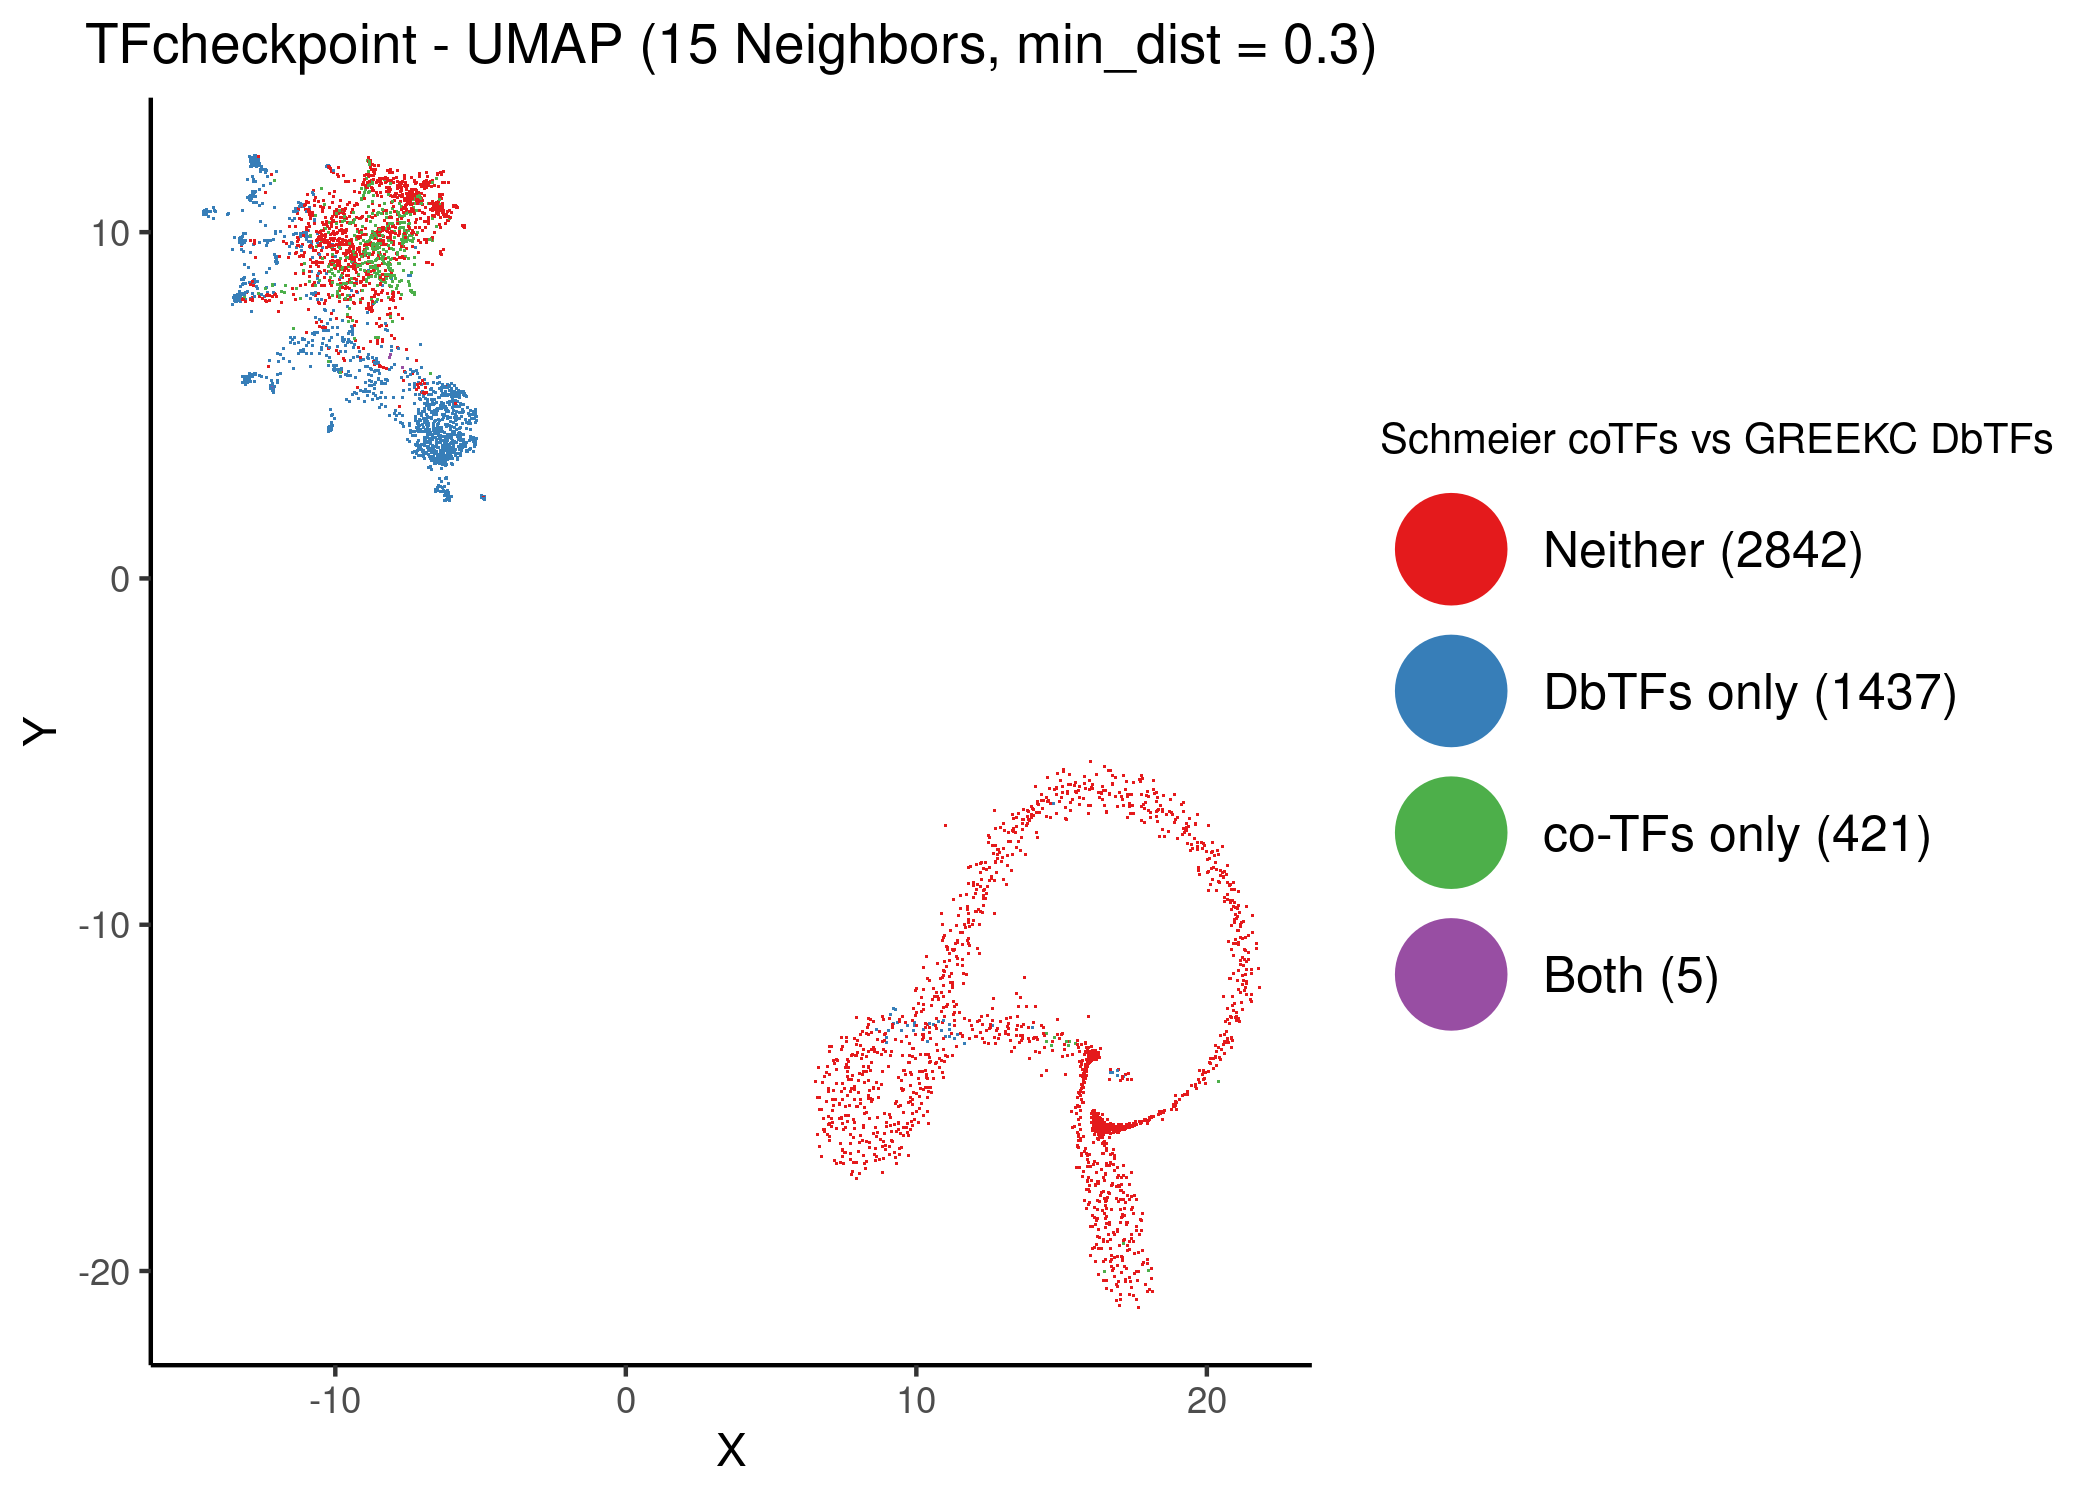 TFcheckpoint - UMAP (15 Neighbors, min_dist = 0.3)
10
0
-10
-20
Y
-10
0
10
20
X
Schmeier coTFs vs GREEKC DbTFs
Neither (2842)
DbTFs only (1437)
co-TFs only (421)
Both (5)